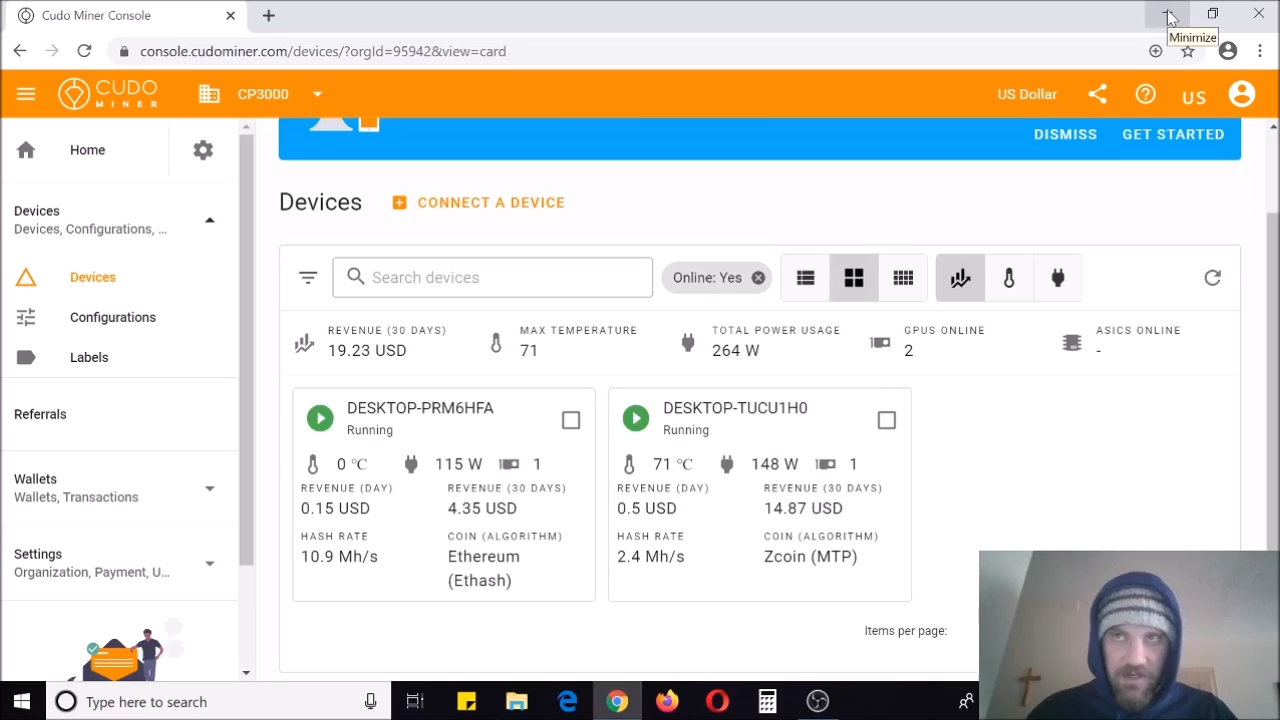 Cudo Miner Console
Minimize
console.cudominer.com/devices/?orgId=95942&view=card
CUDO
MINER
CP3000
US Dollar
US
DISMISS
GET STARTED
Home
Devices
Devices, Configurations, ...
Devices
Configurations
Labels
Referrals
Wallets
Wallets, Transactions
Settings
Organization, Payment, U...
Devices
CONNECT A DEVICE
Search devices
Online: Yes
REVENUE (30 DAYS)
19.23 USD
MAX TEMPERATURE
71
TOTAL POWER USAGE
264 W
GPUS ONLINE
2
ASICS ONLINE
-
DESKTOP-PRM6HFA
Running
0 °C
115 W
1
REVENUE (DAY)
REVENUE (30 DAYS)
0.15 USD
4.35 USD
HASH RATE
COIN (ALGORITHM)
10.9 Mh/s
Ethereum
(Ethash)
DESKTOP-TUCU1H0
Running
71 °C
148 W
1
REVENUE (DAY)
REVENUE (30 DAYS)
0.5 USD
14.87 USD
HASH RATE
COIN (ALGORITHM)
2.4 Mh/s
Zcoin (MTP)
Items per page:
Type here to search